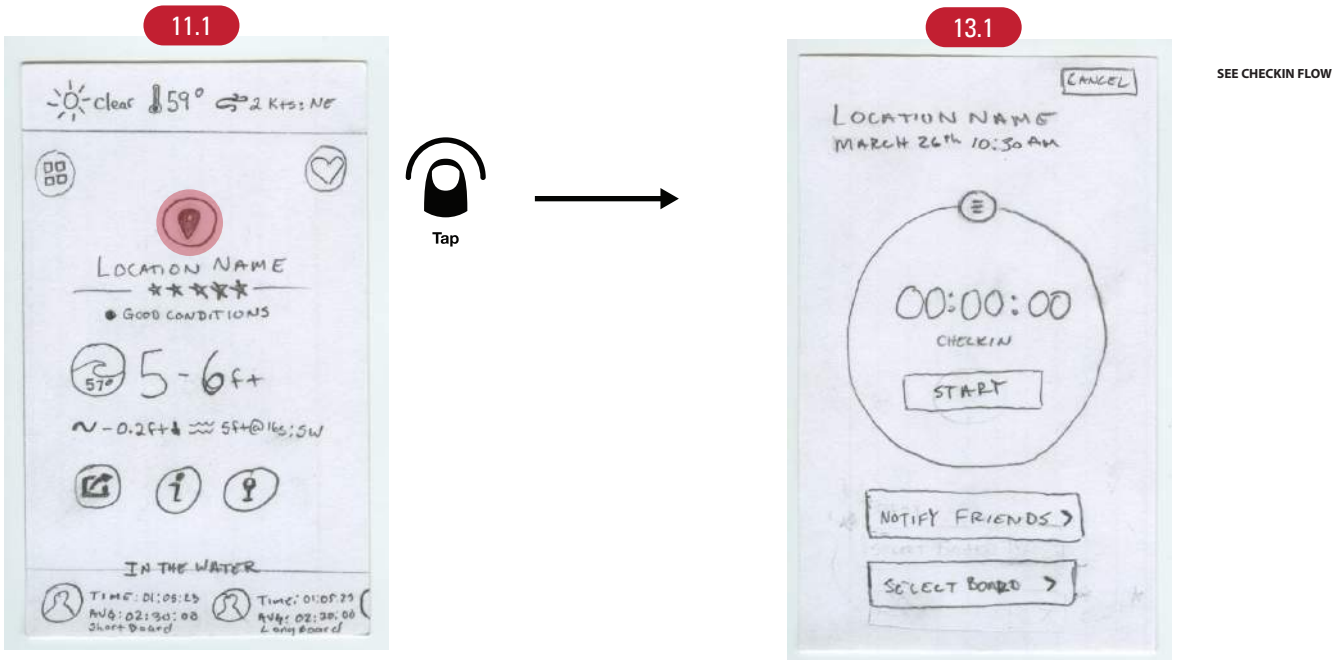 11.1
Clear 59° 2 Kts: NE
LOCATION NAME
GOOD CONDITIONS
57°
5-6ft
-0.2ft 5ft@16s:SW
i
IN THE WATER
TIME: 01:05:23
AVG: 02:30:00
Short Board
Time: 01:05:23
AVG: 02:30:00
Long Board
Tap
13.1
CANCEL
LOCATION NAME
MARCH 26th 10:30 AM
00:00:00
CHECKIN
START
NOTIFY FRIENDS >
SELECT BOARD >
SEE CHECKIN FLOW